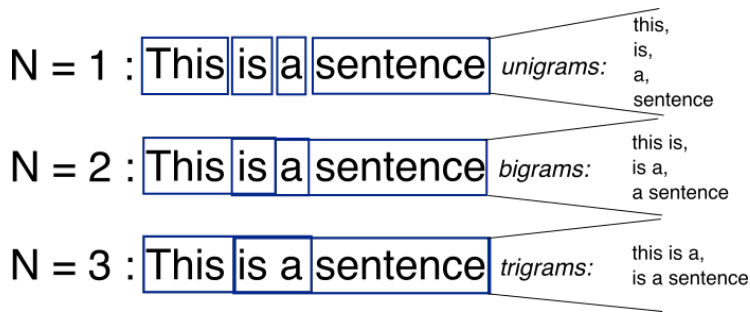 N = 1 : This is a sentence
unigrams:
this,
is,
a,
sentence
N = 2 : This is a sentence
bigrams:
this is,
is a,
a sentence
N = 3 : This is a sentence
trigrams:
this is a,
is a sentence